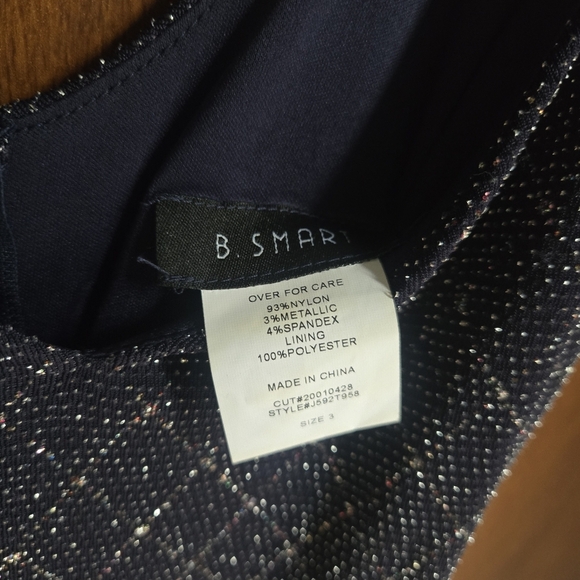 B. SMART
OVER FOR CARE
93%NYLON
3%METALLIC
4%SPANDEX
LINING
100%POLYESTER
MADE IN CHINA
CUT#20010428
STYLE#J592T958
SIZE 3